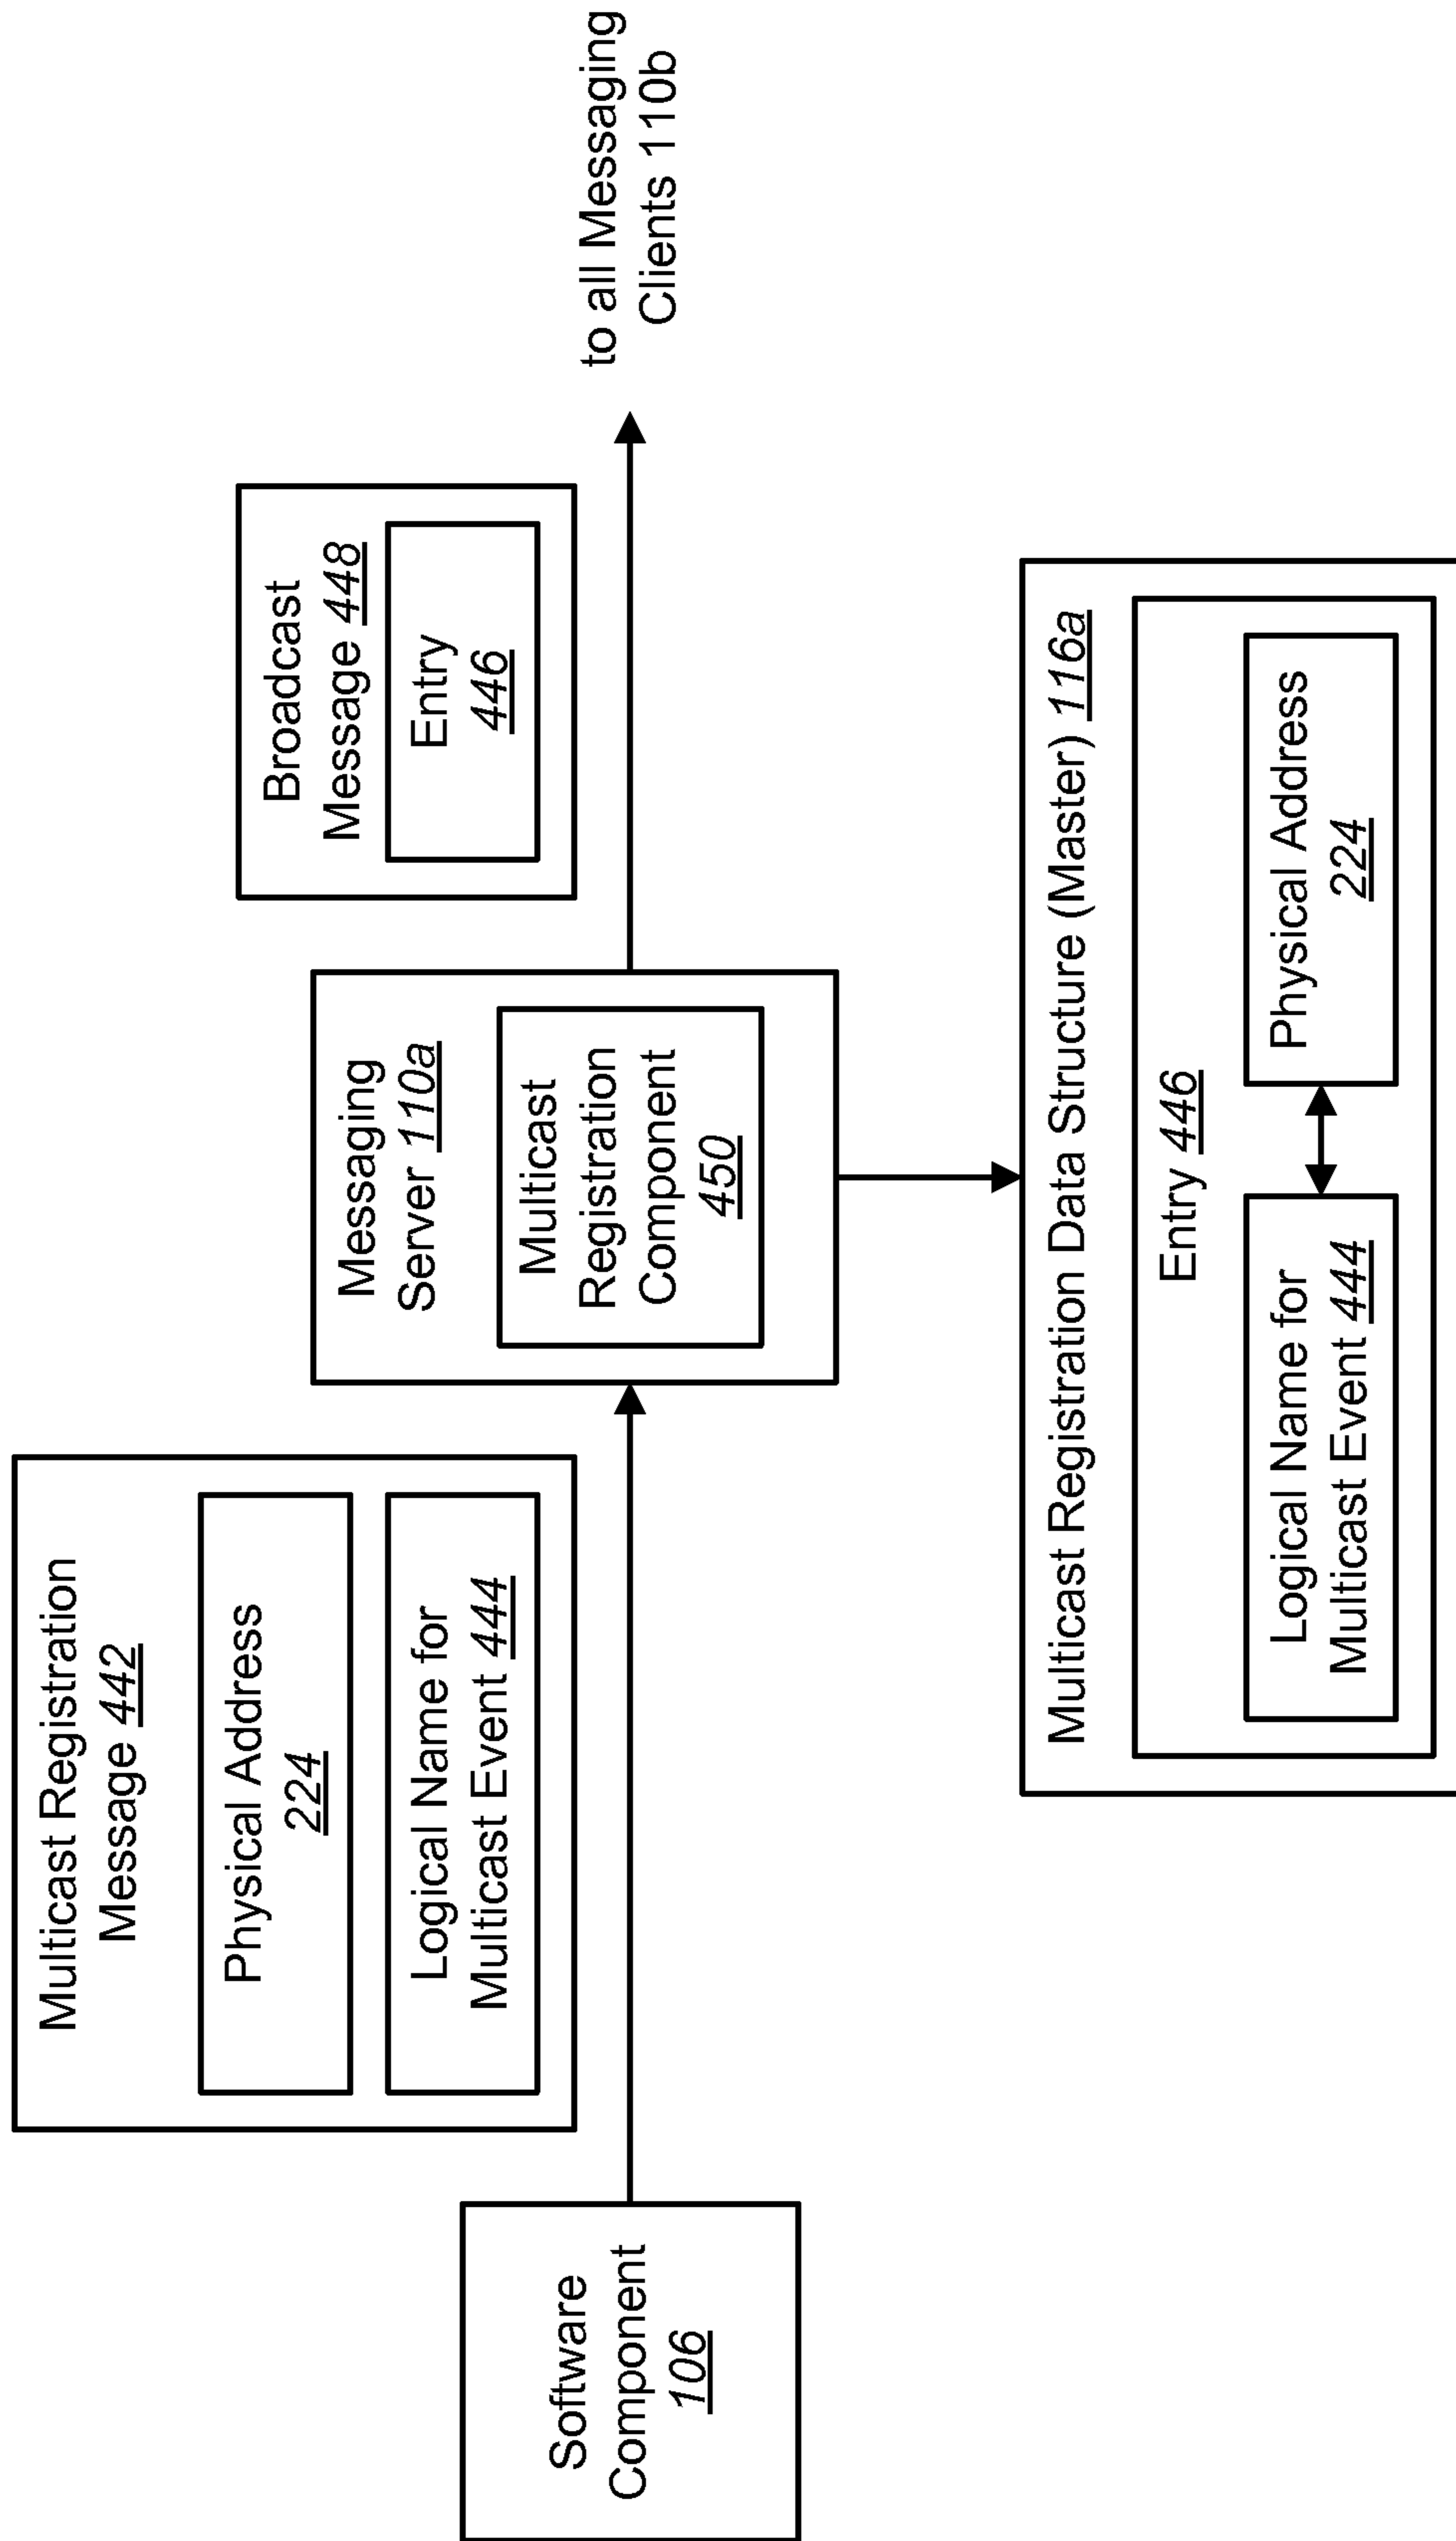 Multicast Registration
Message 442
Physical Address
224
Logical Name for
Multicast Event 444
Software
Component
106
Messaging
Server 110a
Multicast
Registration
Component
450
Broadcast
Message 448
Entry
446
to all Messaging
Clients 110b
Multicast Registration Data Structure (Master) 116a
Entry 446
Logical Name for
Multicast Event 444
Physical Address
224